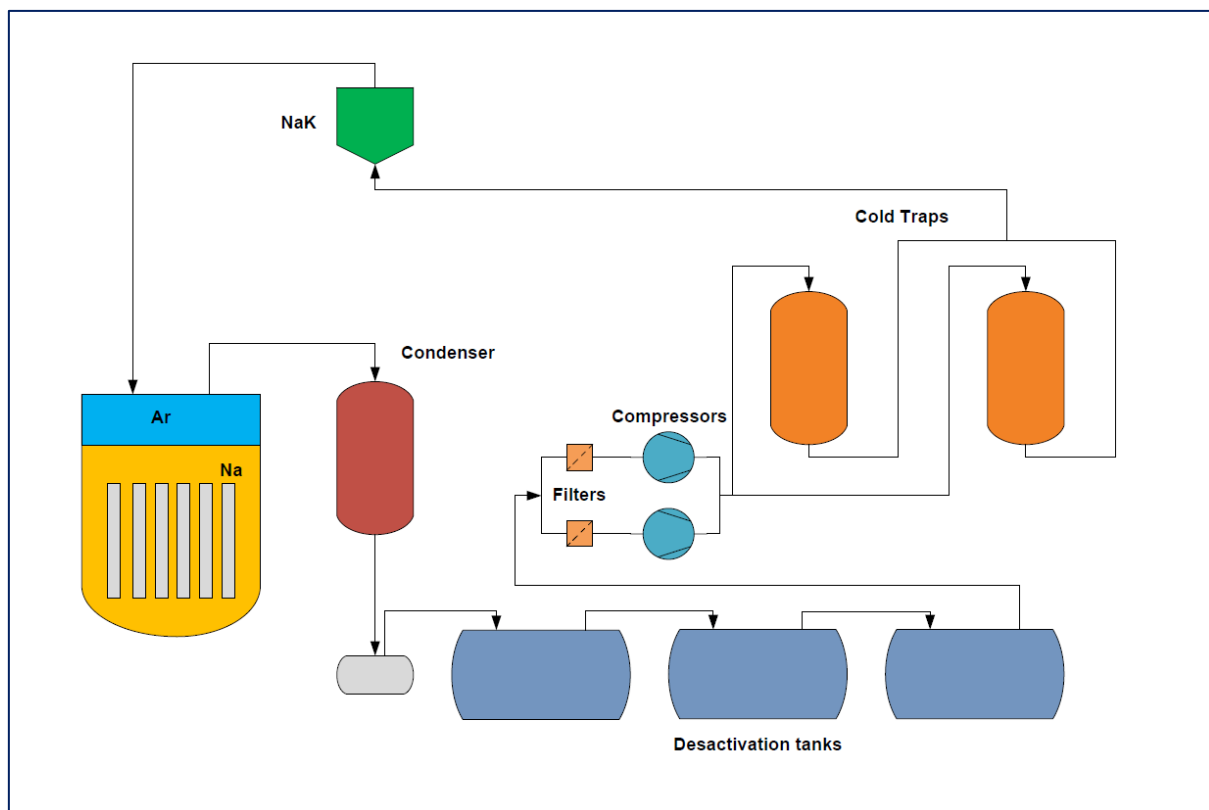 NaK
Cold Traps
Condenser
Ar
Compressors
Na
Filters
Desactivation tanks